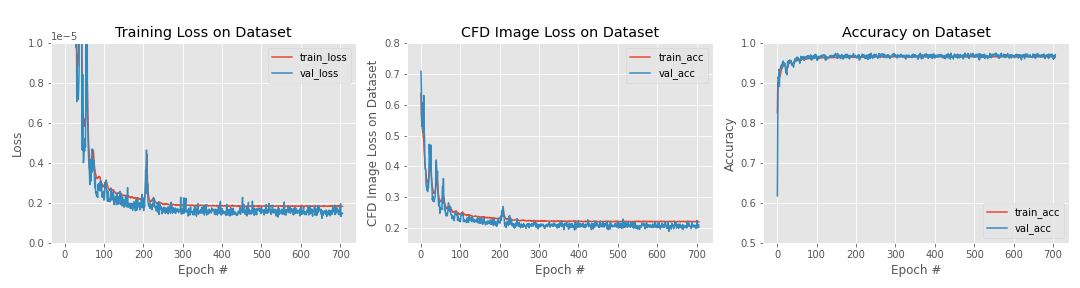 Training Loss on Dataset
1e−5
1.0
0.8
0.6
0.4
0.2
0.0
0 100 200 300 400 500 600 700
Loss
Epoch #
train_loss
val_loss
CFD Image Loss on Dataset
0.8
0.7
0.6
0.5
0.4
0.3
0.2
0 100 200 300 400 500 600 700
CFD Image Loss on Dataset
Epoch #
train_acc
val_acc
Accuracy on Dataset
1.0
0.9
0.8
0.7
0.6
0.5
0 100 200 300 400 500 600 700
Accuracy
Epoch #
train_acc
val_acc